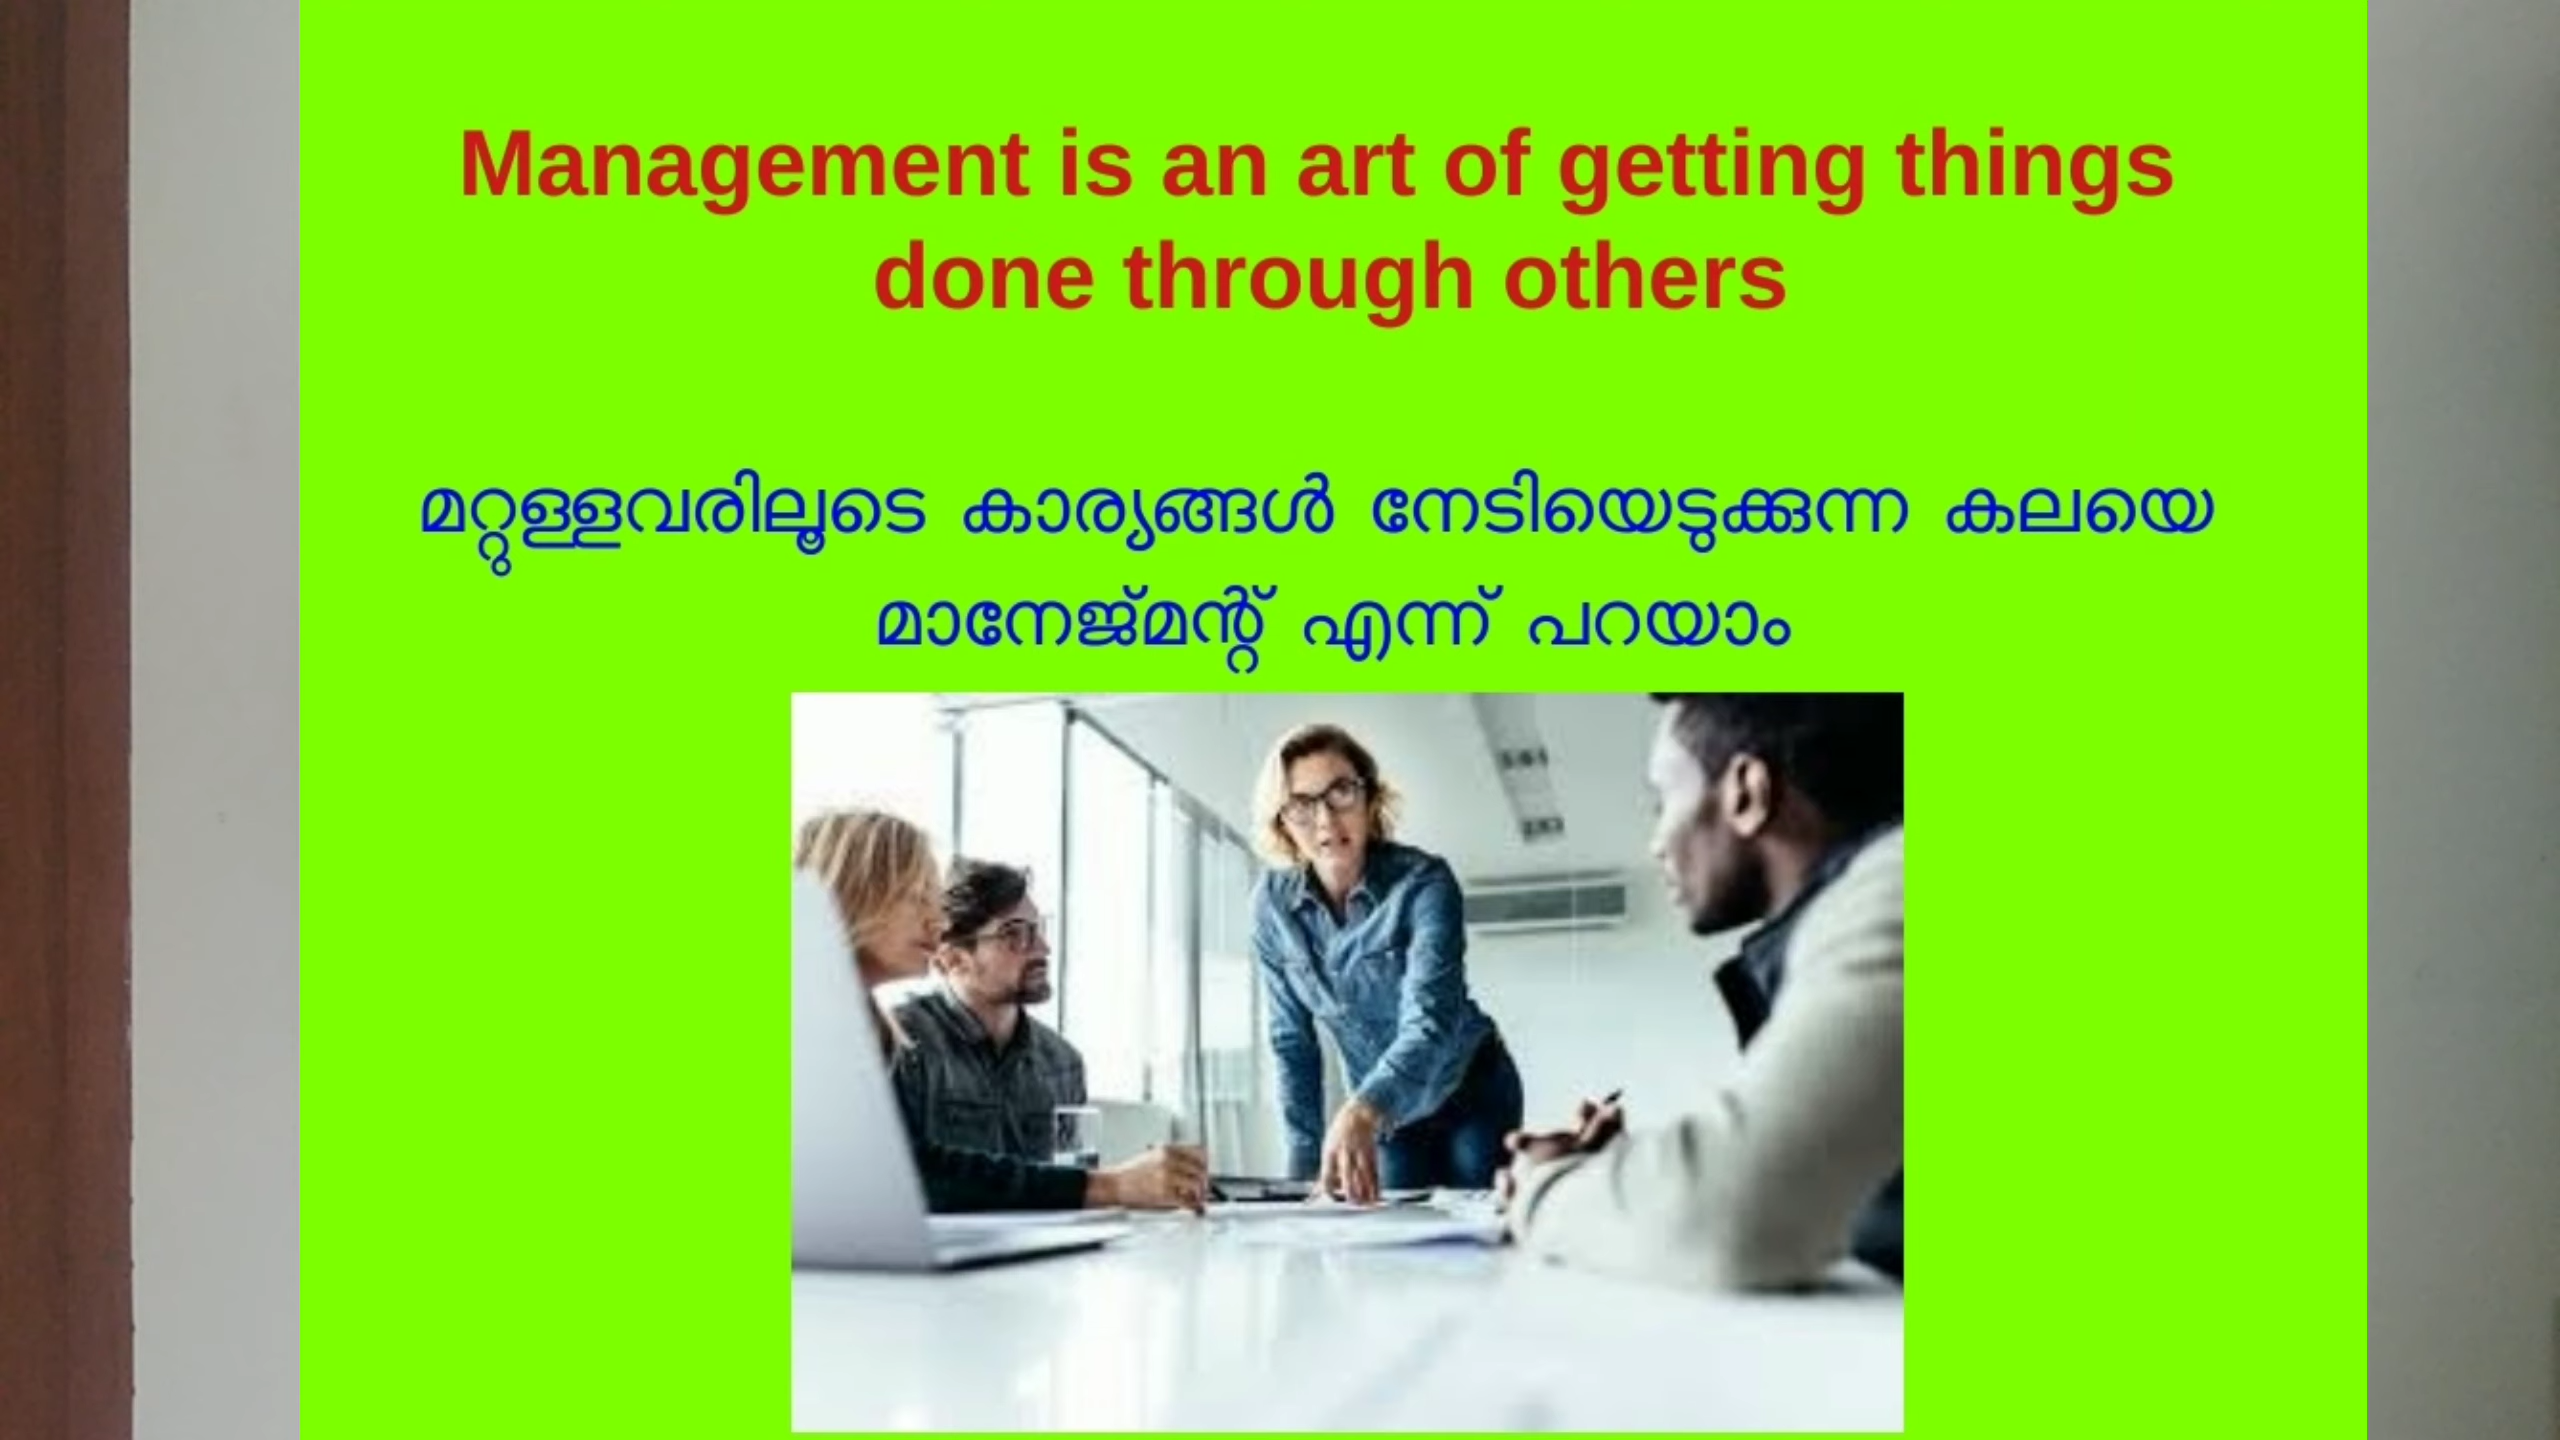 Management is an art of getting things
done through others
മറ്റുള്ളവരിലൂടെ കാര്യങ്ങൾ നേടിയെടുക്കുന്ന കലയെ
മാനേജ്മന്റ് എന്ന് പറയാം